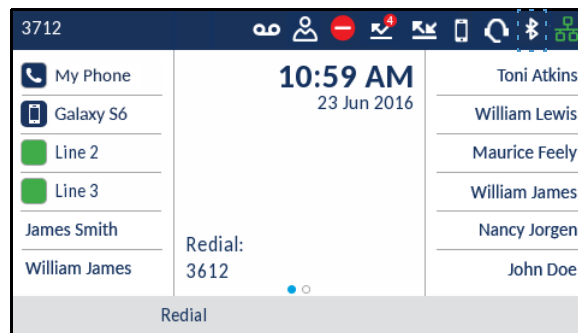 3712
4
My Phone
Galaxy S6
Line 2
Line 3
James Smith
William James
10:59 AM
23 Jun 2016
Redial:
3612
Toni Atkins
William Lewis
Maurice Feely
William James
Nancy Jorgen
John Doe
Redial